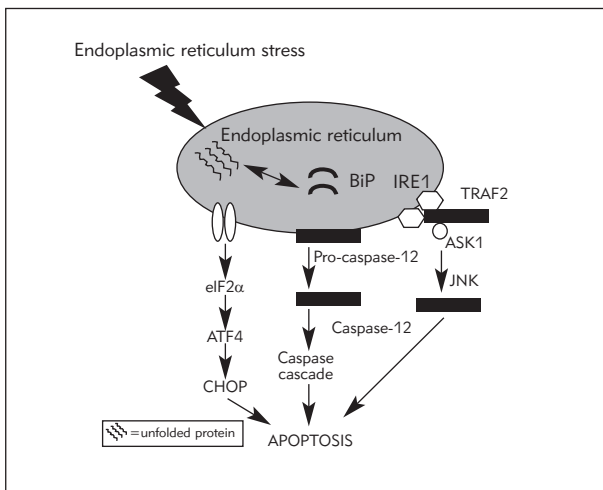 Endoplasmic reticulum stress
Endoplasmic reticulum
BiP
IRE1
TRAF2
ASK1
Pro-caspase-12
JNK
eIF2α
Caspase-12
ATF4
Caspase
cascade
CHOP
=unfolded protein
APOPTOSIS